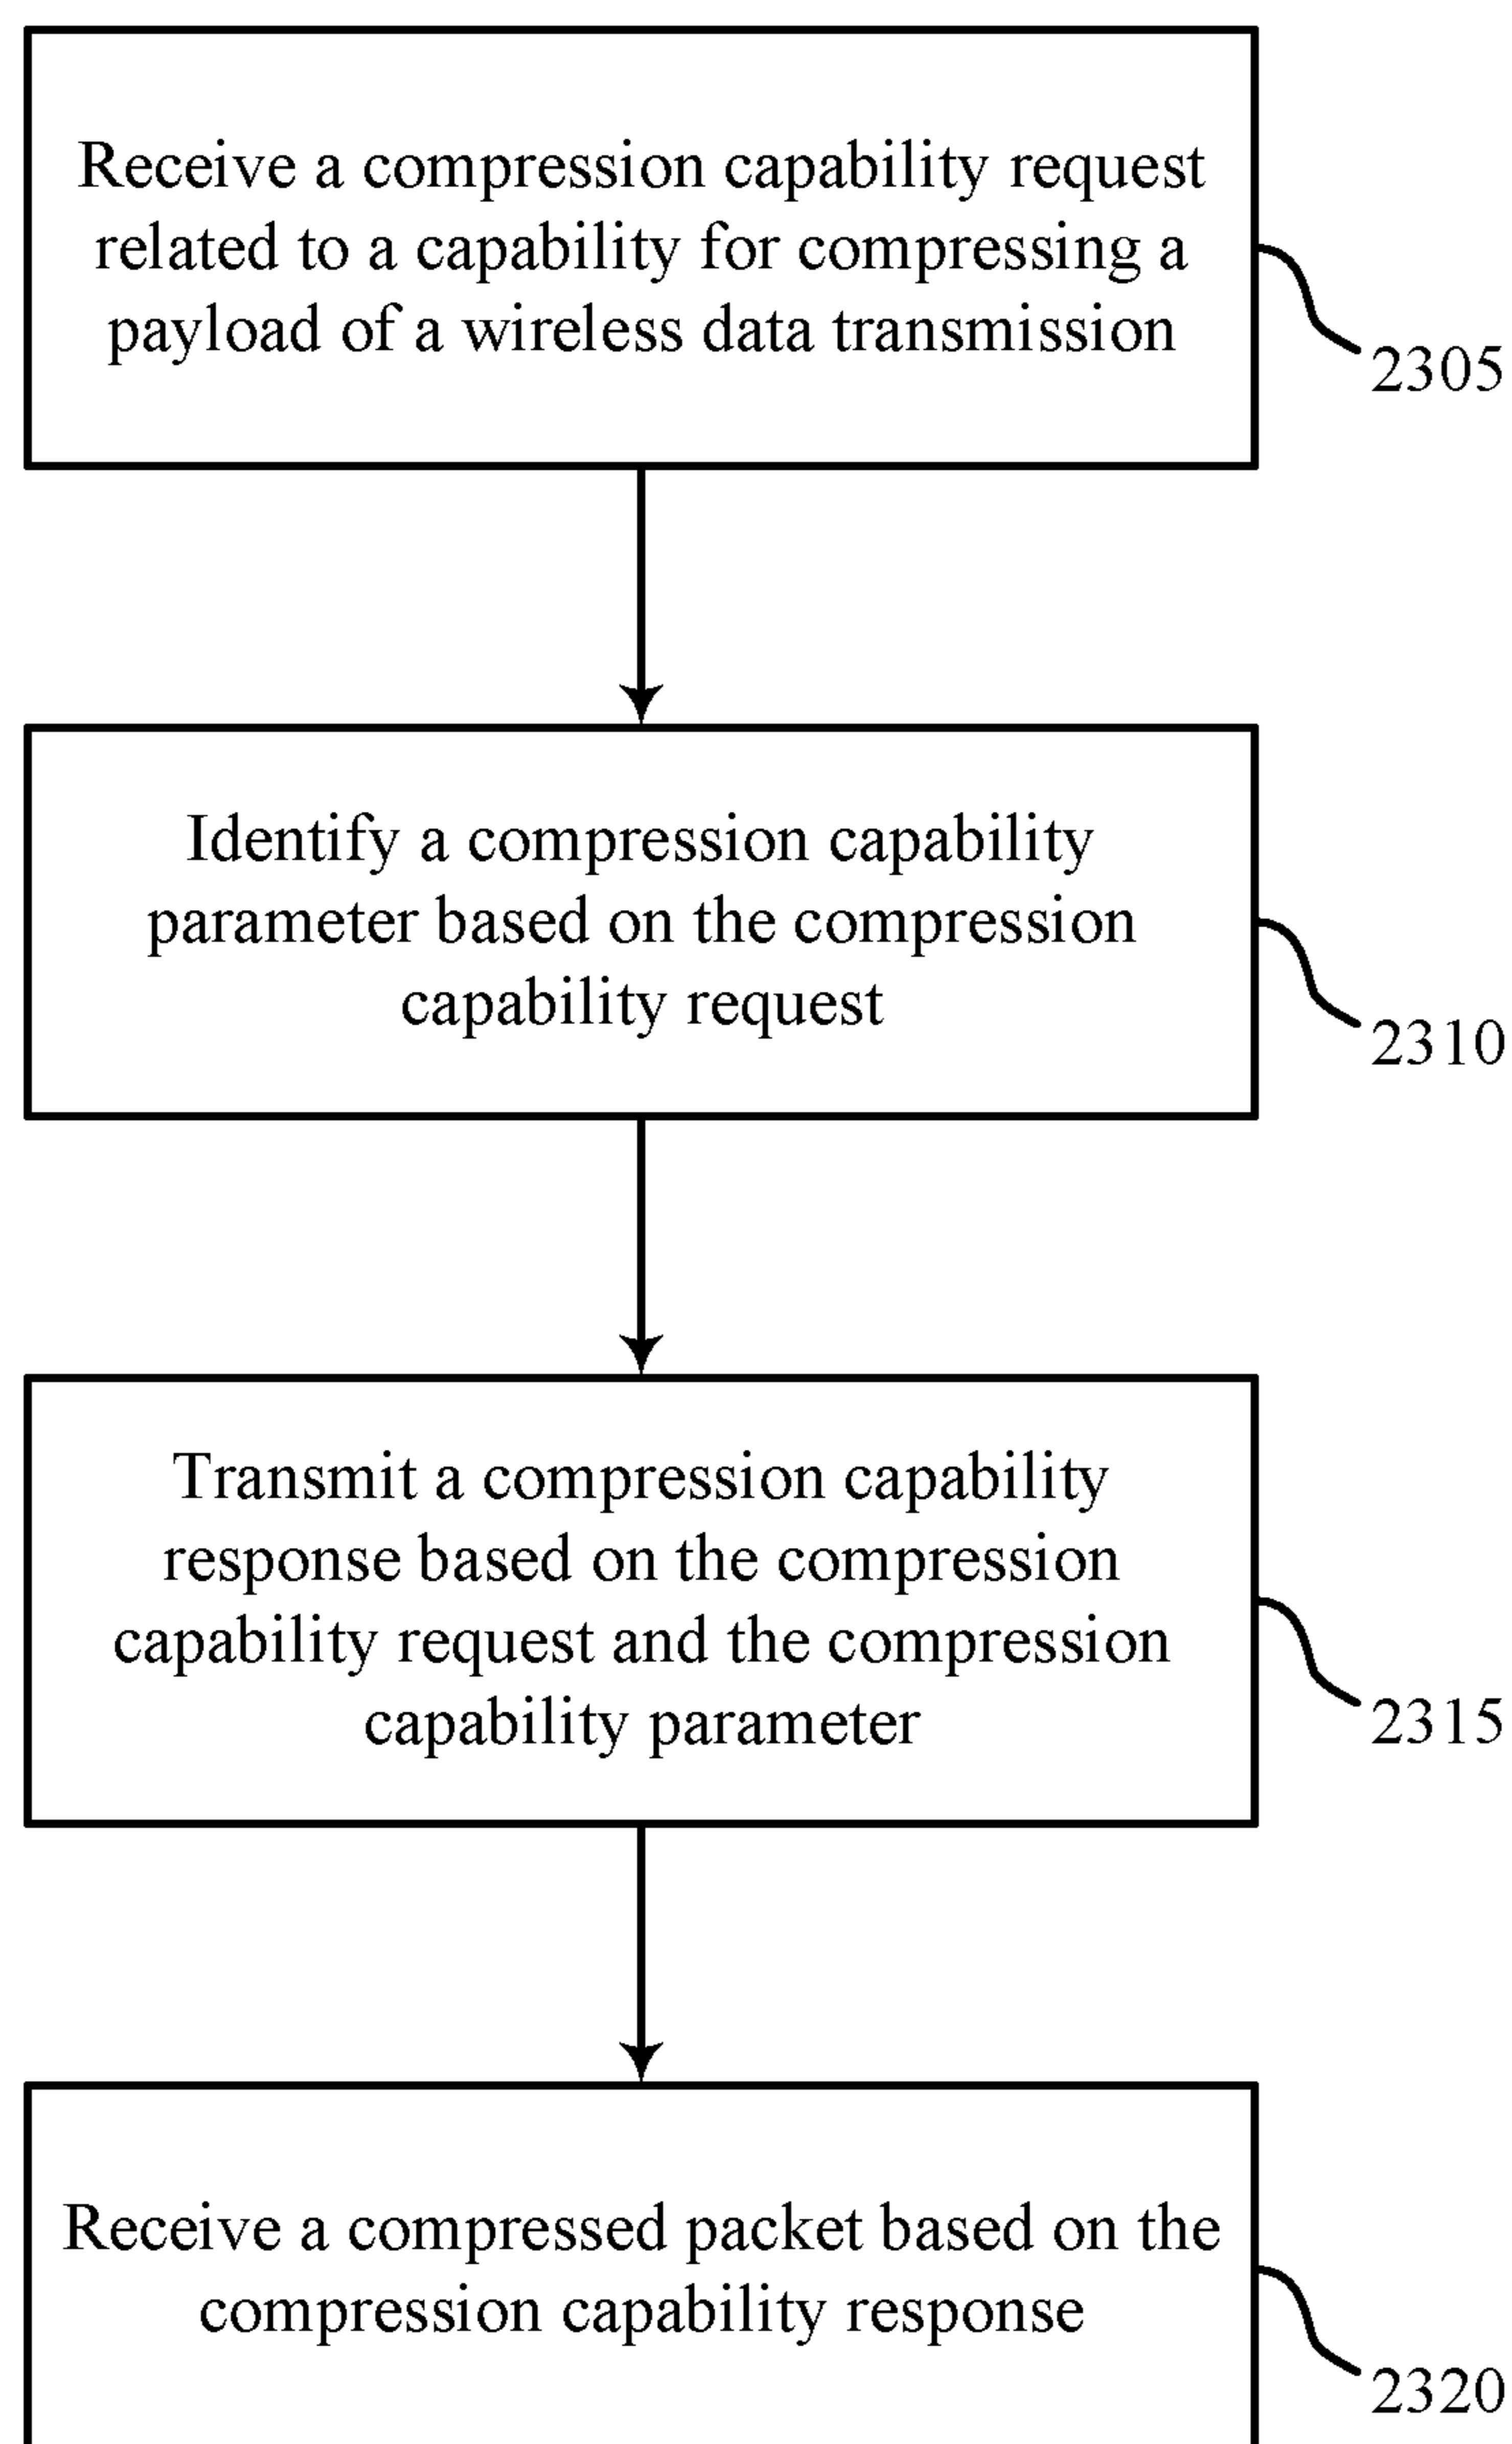 Receive a compression capability request
related to a capability for compressing a
payload of a wireless data transmission
2305
Identify a compression capability
parameter based on the compression
capability request
2310
Transmit a compression capability
response based on the compression
capability request and the compression
capability parameter
2315
Receive a compressed packet based on the
compression capability response
2320